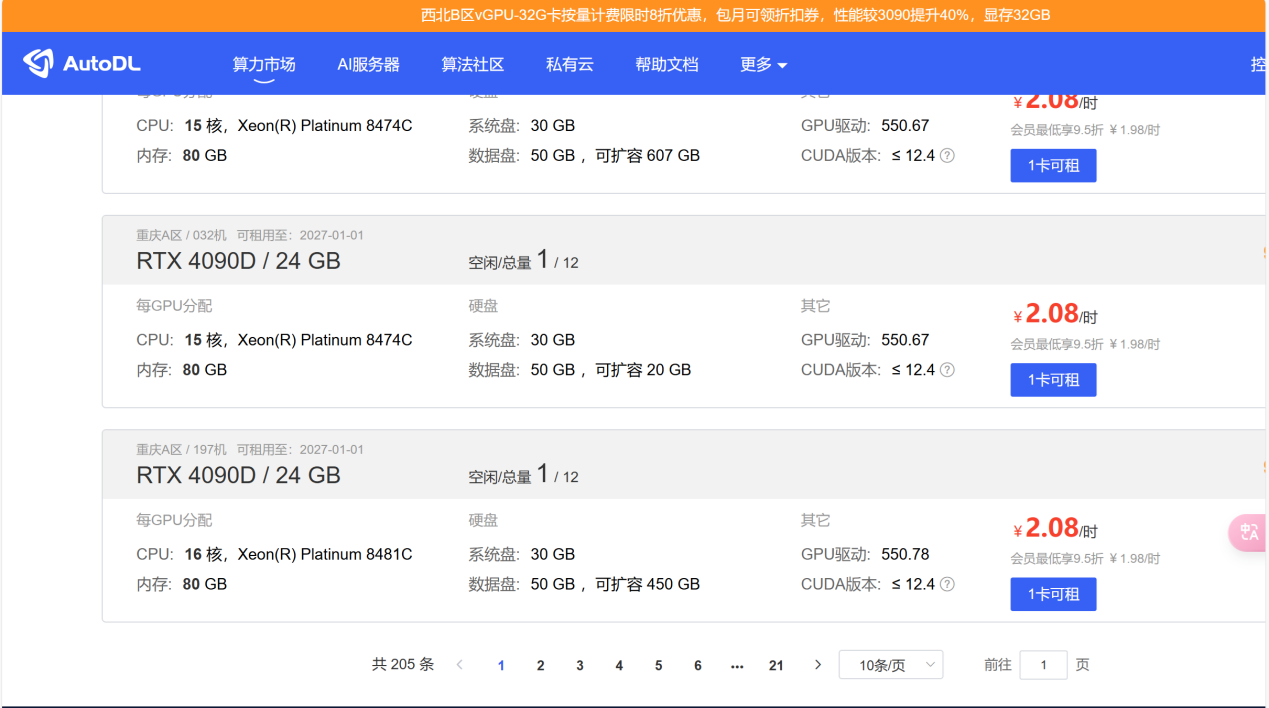 西北B区vGPU-32G卡按量计费限时8折优惠，包月可领折扣券，性能较3090提升40%，显存32GB
AutoDL 算力市场 AI服务器 算法社区 私有云 帮助文档 更多 控
每GPU分配 硬盘 其它 ¥2.08/时
CPU: 15 核，Xeon(R) Platinum 8474C 系统盘: 30 GB GPU驱动: 550.67 会员最低享9.5折 ¥1.98/时
内存: 80 GB 数据盘: 50 GB ，可扩容 607 GB CUDA版本: ≤ 12.4 1卡可租
重庆A区 / 032机 可租用至：2027-01-01
RTX 4090D / 24 GB 空闲/总量 1 / 12
每GPU分配 硬盘 其它 ¥2.08/时
CPU: 15 核，Xeon(R) Platinum 8474C 系统盘: 30 GB GPU驱动: 550.67 会员最低享9.5折 ¥1.98/时
内存: 80 GB 数据盘: 50 GB ，可扩容 20 GB CUDA版本: ≤ 12.4 1卡可租
重庆A区 / 197机 可租用至：2027-01-01
RTX 4090D / 24 GB 空闲/总量 1 / 12
每GPU分配 硬盘 其它 ¥2.08/时
CPU: 16 核，Xeon(R) Platinum 8481C 系统盘: 30 GB GPU驱动: 550.78 会员最低享9.5折 ¥1.98/时
内存: 80 GB 数据盘: 50 GB ，可扩容 450 GB CUDA版本: ≤ 12.4 1卡可租
共 205 条 1 2 3 4 5 6 ... 21 10条/页 前往 1 页